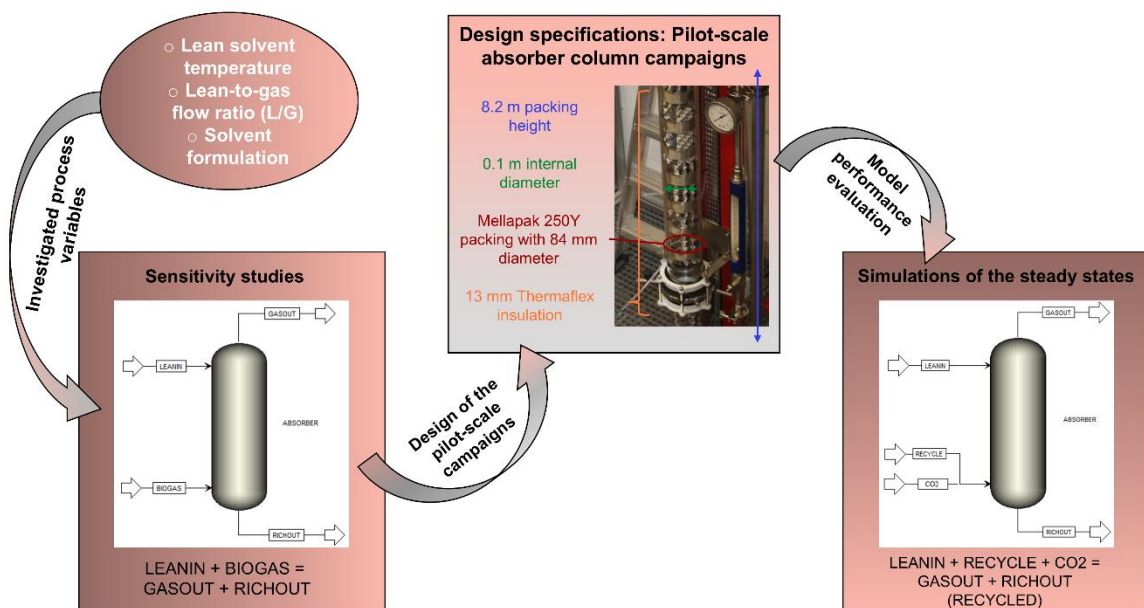 ○ Lean solvent
temperature
○ Lean-to-gas
flow ratio (L/G)
○ Solvent
formulation
Investigated process
variables
Sensitivity studies
GASOUT
LEANIN
ABSORBER
BIOGAS
RICHOUT
LEANIN + BIOGAS =
GASOUT + RICHOUT
Design of the
pilot-scale
campaigns
Design specifications: Pilot-scale
absorber column campaigns
8.2 m packing
height
0.1 m internal
diameter
Mellapak 250Y
packing with 84 mm
diameter
13 mm Thermaflex
insulation
Model
performance
evaluation
Simulations of the steady states
GASOUT
LEANIN
ABSORBER
RECYCLE
CO2
RICHOUT
LEANIN + RECYCLE + CO2 =
GASOUT + RICHOUT
(RECYCLED)